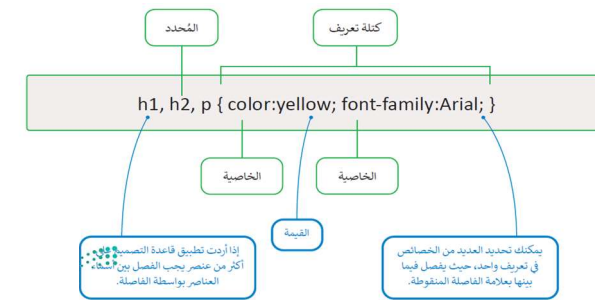 كتلة تعريف
المُحدد
h1, h2, p { color:yellow; font-family:Arial; }
الخاصية
الخاصية
القيمة
يمكنك تحديد العديد من الخصائص
في تعريف واحد، حيث يفصل فيما
بينها بعلامة الفاصلة المنقوطة.
إذا أردت تطبيق قاعدة التصميم على
أكثر من عنصر يجب الفصل بين أسماء
العناصر بواسطة الفاصلة.